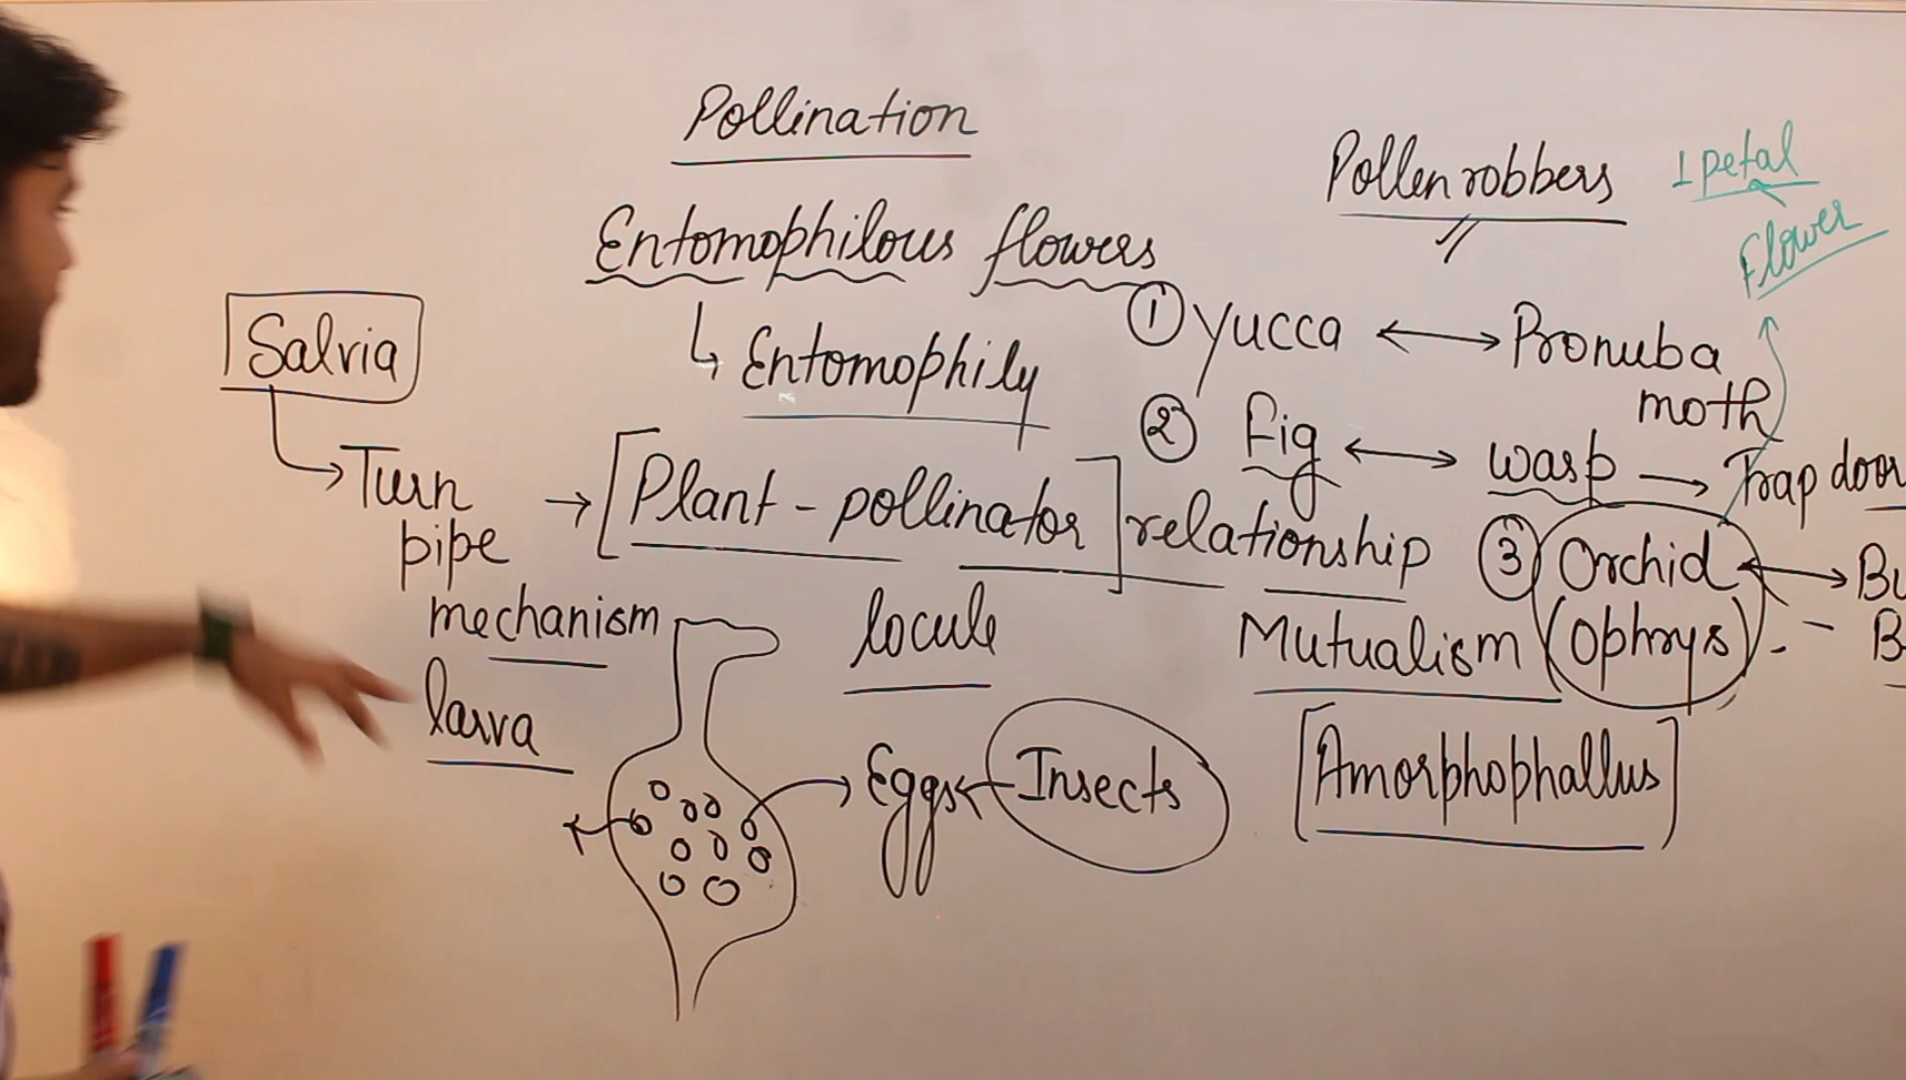 Pollination
Entomophilous flowers
Entomophily
Plant - pollinator relationship
Salvia
Turn
pipe
mechanism
larva
locule
Eggs
Insects
Pollen robbers
1 petal
Flower
1 Yucca Pronuba
moth
2 Fig wasp Trap door
3 Orchid
(Ophrys)
Mutualism
[Amorphophallus]